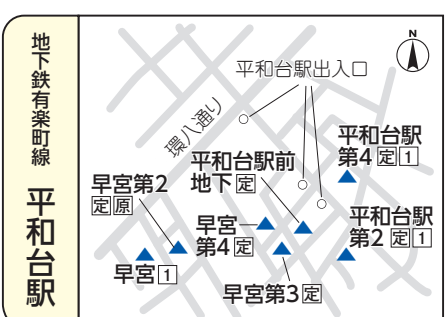 地下鉄有楽町線 平和台駅
N
平和台駅出入口
環八通り
平和台駅
第4 定 1
平和台駅前
地下 定
早宮第2
定 原
早宮
第4 定
平和台駅
第2 定 1
早宮 1
早宮第3 定